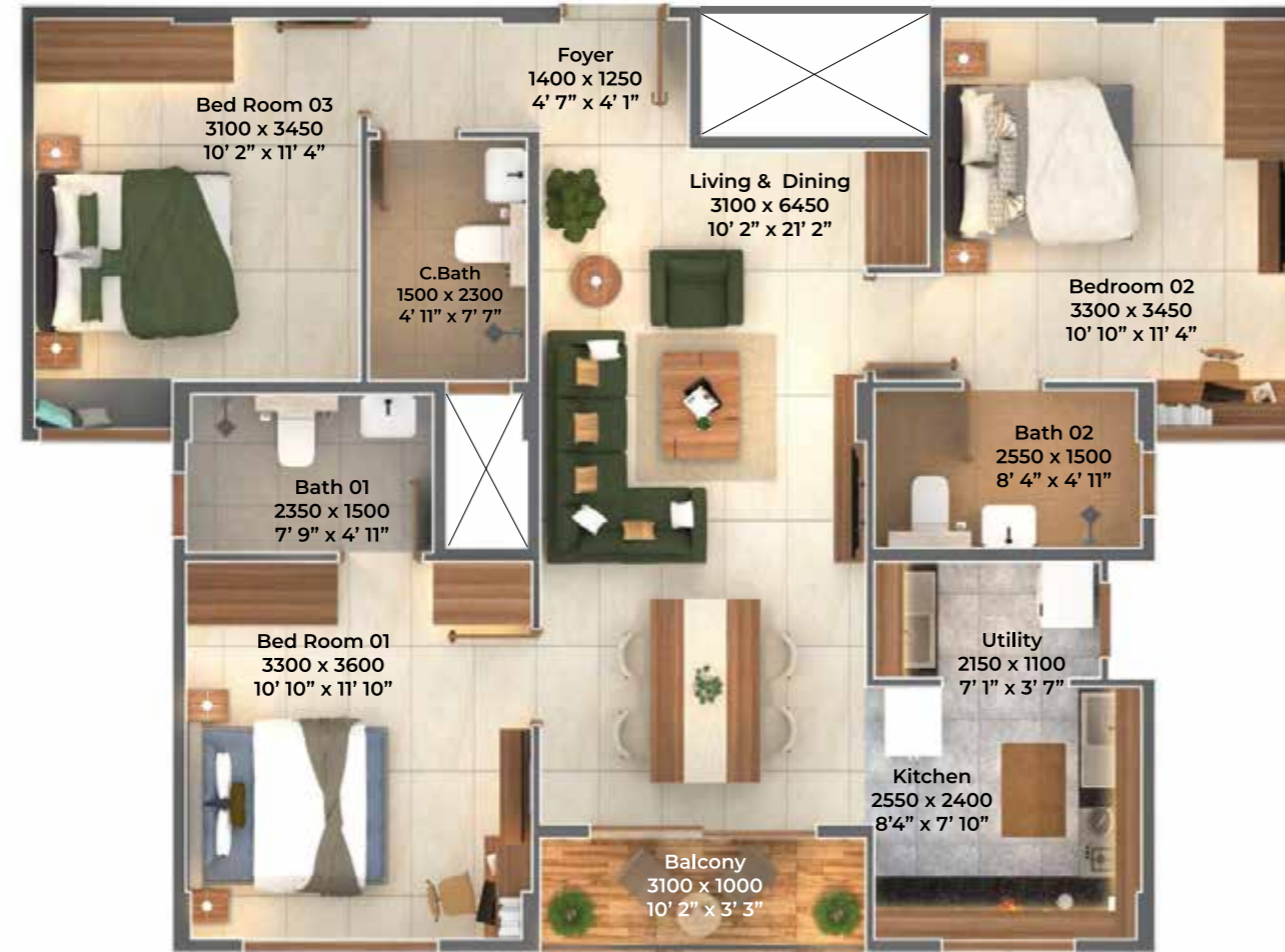 Foyer
1400 x 1250
4’ 7” x 4’ 1”
Bed Room 03
3100 x 3450
10’ 2” x 11’ 4”
Living &  Dining
3100 x 6450
10’ 2” x 21’ 2”
C.Bath
1500 x 2300
4’ 11” x 7’ 7”
Bedroom 02
3300 x 3450
10’ 10” x 11’ 4”
Bath 02
2550 x 1500
8’ 4” x 4’ 11”
Bath 01
2350 x 1500
7’ 9” x 4’ 11”
Bed Room 01
3300 x 3600
10’ 10” x 11’ 10”
Utility
2150 x 1100
7’ 1” x 3’ 7”
Kitchen
2550 x 2400
8’4” x 7’ 10”
Balcony
3100 x 1000
10’ 2” x 3’ 3”